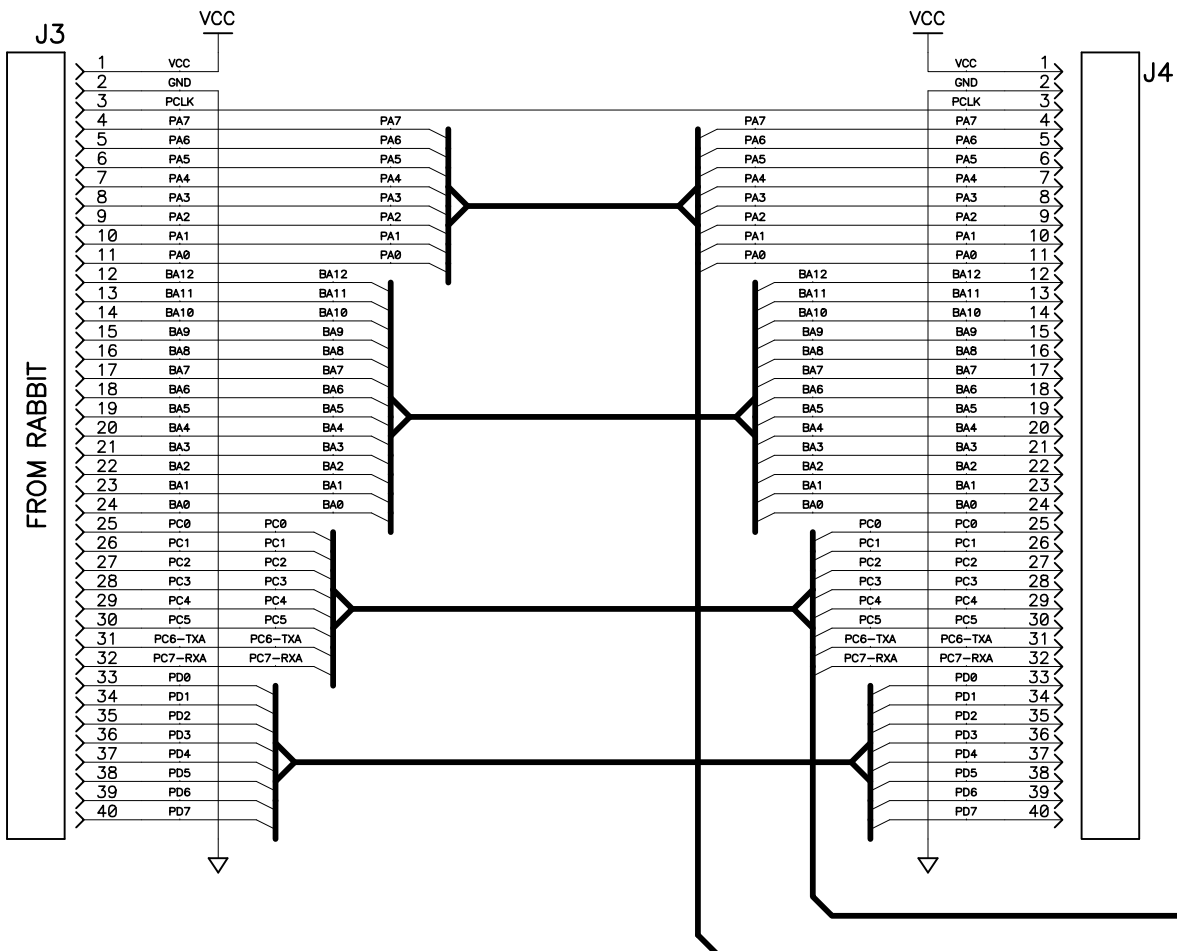 VCC VCC
J3 J4
1 VCC VCC 1
2 GND GND 2
3 PCLK PCLK 3
4 PA7 PA7 PA7 PA7 4
5 PA6 PA6 PA6 PA6 5
6 PA5 PA5 PA5 PA5 6
7 PA4 PA4 PA4 PA4 7
8 PA3 PA3 PA3 PA3 8
9 PA2 PA2 PA2 PA2 9
10 PA1 PA1 PA1 PA1 10
11 PA0 PA0 PA0 PA0 11
12 BA12 BA12 BA12 BA12 12
13 BA11 BA11 BA11 BA11 13
14 BA10 BA10 BA10 BA10 14
15 BA9 BA9 BA9 BA9 15
16 BA8 BA8 BA8 BA8 16
17 BA7 BA7 BA7 BA7 17
18 BA6 BA6 BA6 BA6 18
19 BA5 BA5 BA5 BA5 19
20 BA4 BA4 BA4 BA4 20
21 BA3 BA3 BA3 BA3 21
22 BA2 BA2 BA2 BA2 22
23 BA1 BA1 BA1 BA1 23
24 BA0 BA0 BA0 BA0 24
25 PC0 PC0 PC0 PC0 25
26 PC1 PC1 PC1 PC1 26
27 PC2 PC2 PC2 PC2 27
28 PC3 PC3 PC3 PC3 28
29 PC4 PC4 PC4 PC4 29
30 PC5 PC5 PC5 PC5 30
31 PC6-TXA PC6-TXA PC6-TXA PC6-TXA 31
32 PC7-RXA PC7-RXA PC7-RXA PC7-RXA 32
33 PD0 PD0 33
34 PD1 PD1 34
35 PD2 PD2 35
36 PD3 PD3 36
37 PD4 PD4 37
38 PD5 PD5 38
39 PD6 PD6 39
40 PD7 PD7 40
FROM RABBIT